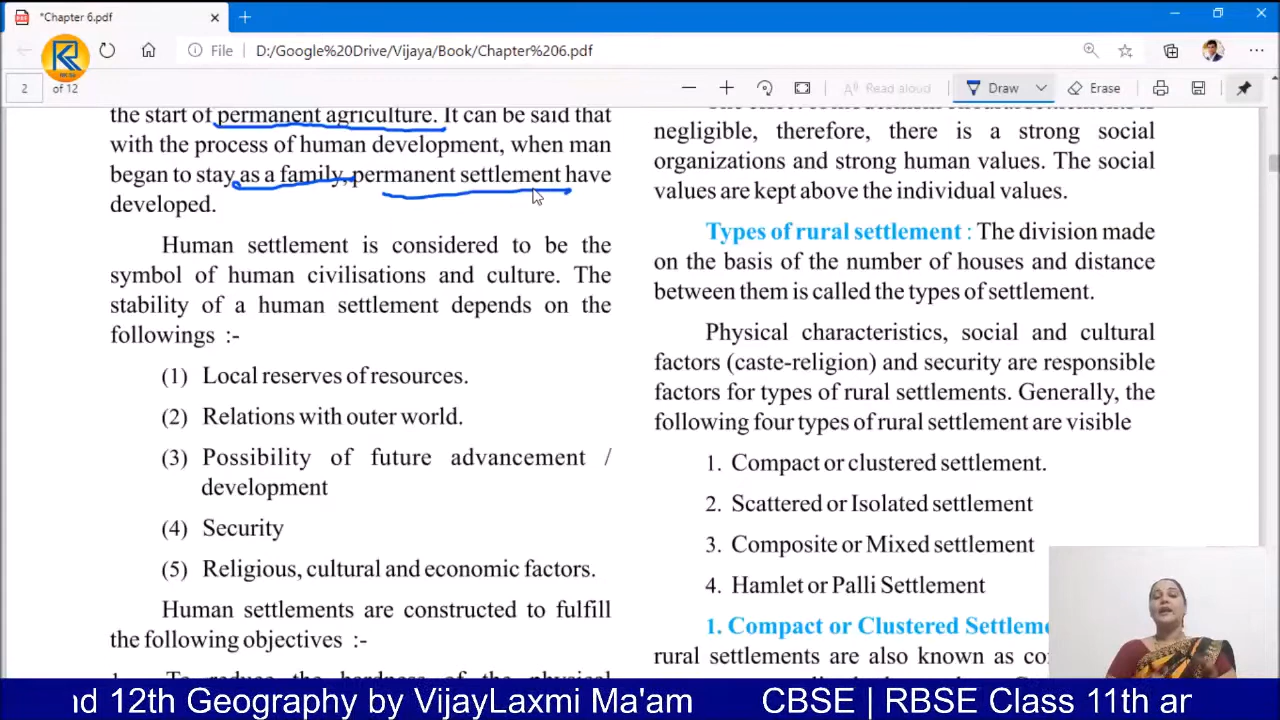 *Chapter 6.pdf
File
D:/Google%20Drive/Vijaya/Book/Chapter%206.pdf
2
of 12
Read aloud
Draw
Erase
the start of permanent agriculture. It can be said that
with the process of human development, when man
began to stay as a family, permanent settlement have
developed.
Human settlement is considered to be the
symbol of human civilisations and culture. The
stability of a human settlement depends on the
followings :-
(1) Local reserves of resources.
(2) Relations with outer world.
(3) Possibility of future advancement /
development
(4) Security
(5) Religious, cultural and economic factors.
Human settlements are constructed to fulfill
the following objectives :-
negligible, therefore, there is a strong social
organizations and strong human values. The social
values are kept above the individual values.
Types of rural settlement : The division made
on the basis of the number of houses and distance
between them is called the types of settlement.
Physical characteristics, social and cultural
factors (caste-religion) and security are responsible
factors for types of rural settlements. Generally, the
following four types of rural settlement are visible
1. Compact or clustered settlement.
2. Scattered or Isolated settlement
3. Composite or Mixed settlement
4. Hamlet or Palli Settlement
1. Compact or Clustered Settleme
rural settlements are also known as co
nd 12th Geography by VijayLaxmi Ma'am CBSE | RBSE Class 11th ar